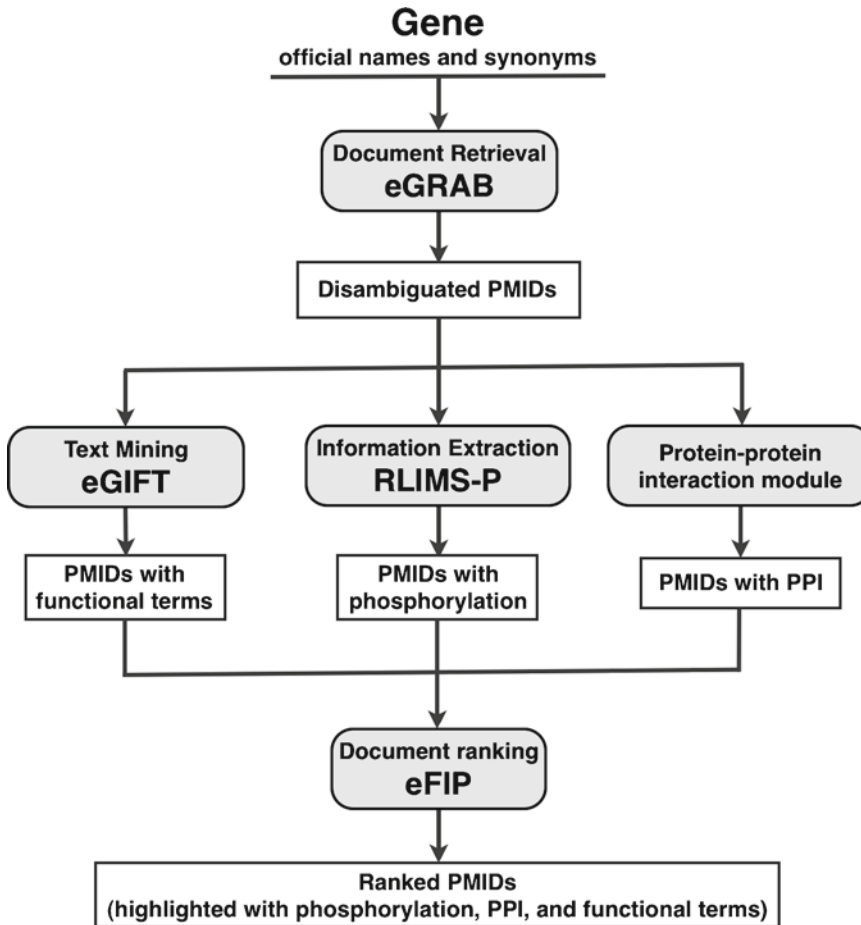 Gene
official names and synonyms
Document Retrieval
eGRAB
Disambiguated PMIDs
Text Mining
eGIFT
Information Extraction
RLIMS-P
Protein-protein
interaction module
PMIDs with
functional terms
PMIDs with
phosphorylation
PMIDs with PPI
Document ranking
eFIP
Ranked PMIDs
(highlighted with phosphorylation, PPI, and functional terms)